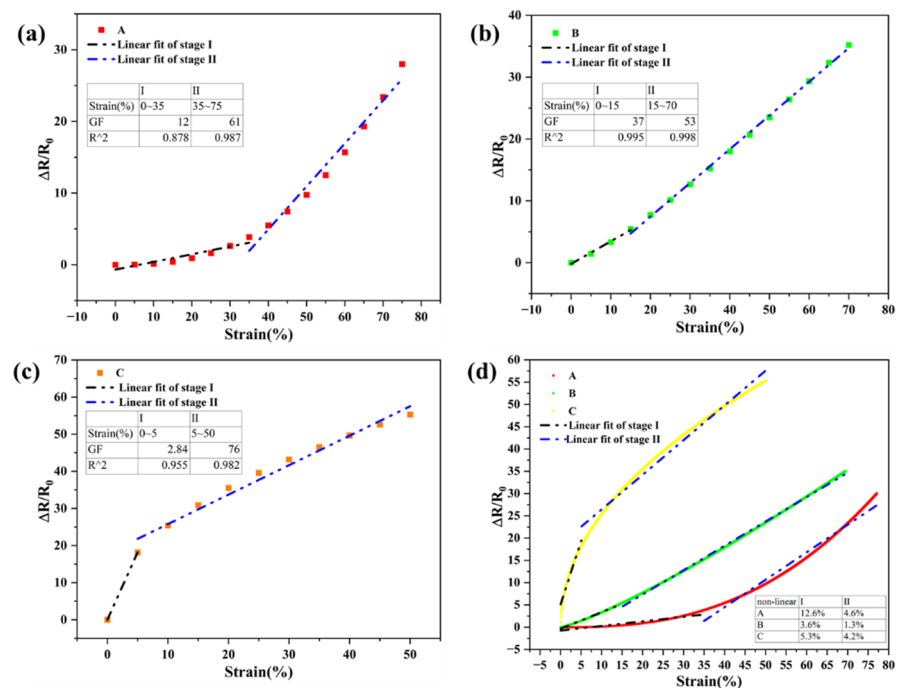 (a)
A
Linear fit of stage I
Linear fit of stage II
I II
Strain(%) 0~35 35~75
GF 12 61
R^2 0.878 0.987
30
20
10
0
ΔR/R0
−10 0 10 20 30 40 50 60 70 80
Strain(%)
(b)
B
Linear fit of stage I
Linear fit of stage II
I II
Strain(%) 0~15 15~70
GF 37 53
R^2 0.995 0.998
40
30
20
10
0
ΔR/R0
−10 0 10 20 30 40 50 60 70 80
Strain(%)
(c)
C
Linear fit of stage I
Linear fit of stage II
I II
Strain(%) 0~5 5~50
GF 2.84 76
R^2 0.955 0.982
70
60
50
40
30
20
10
0
ΔR/R0
0 10 20 30 40 50
Strain(%)
(d)
A
B
C
Linear fit of stage I
Linear fit of stage II
60
55
50
45
40
35
30
25
20
15
10
5
0
−5
ΔR/R0
non-linear I II
A 12.6% 4.6%
B 3.6% 1.3%
C 5.3% 4.2%
−5 0 5 10 15 20 25 30 35 40 45 50 55 60 65 70 75 80
Strain(%)